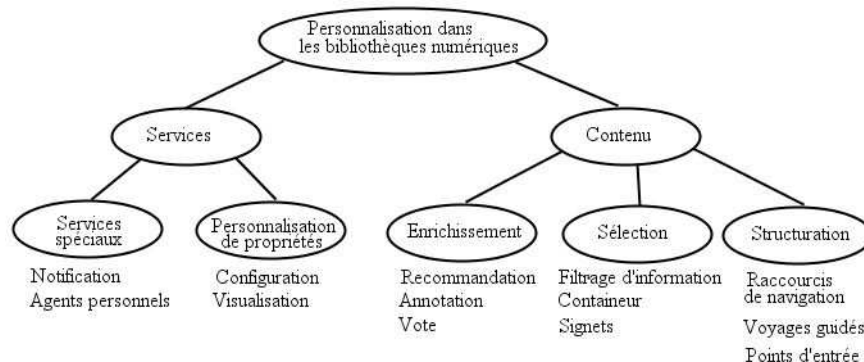 Personnalisation dans
les bibliothèques numériques
Services
Contenu
Services
spéciaux
Personnalisation
de propriétés
Enrichissement
Sélection
Structuration
Notification
Agents personnels
Configuration
Visualisation
Recommandation
Annotation
Vote
Filtrage d'information
Containeur
Signets
Raccourcis
de navigation
Voyages guidés
Points d'entrée